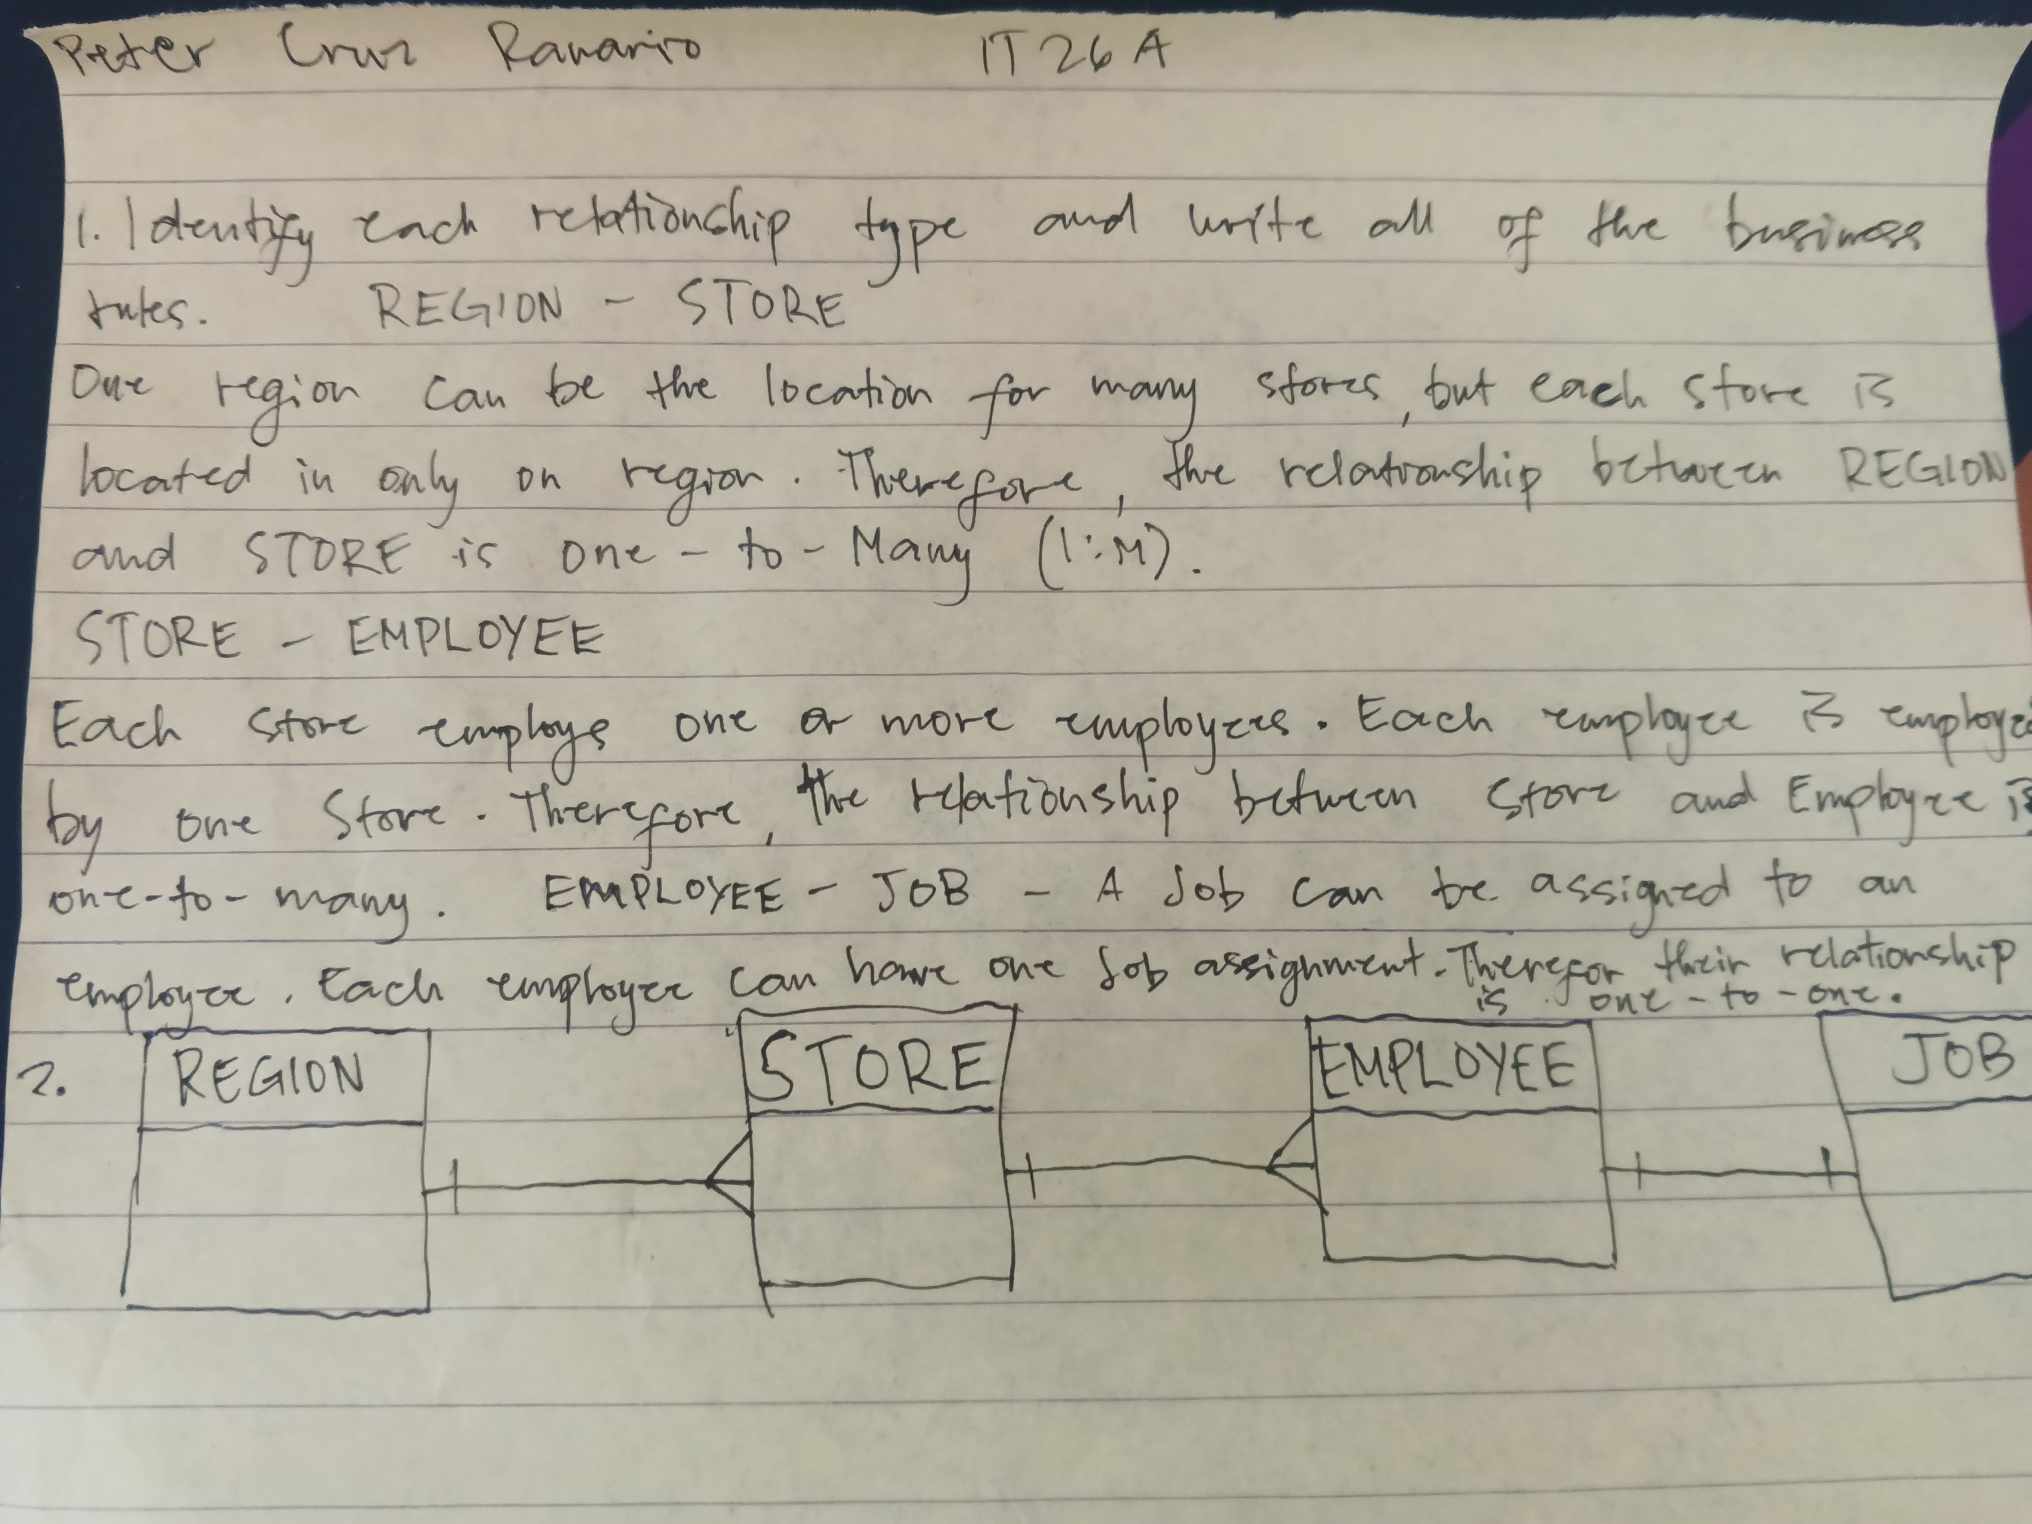 Peter Cruz Ranario IT26A
1. Identify each relationship type and write all of the business
rules. REGION - STORE
One region can be the location for many stores, but each store is
located in only on region. Therefore, the relationship between REGION
and STORE is one-to-Many (1:M).
STORE - EMPLOYEE
Each store employs one or more employees. Each employee is employed
by one Store. Therefore, the relationship between Store and Employee is
one-to-many. EMPLOYEE - JOB - A Job can be assigned to an
employee. Each employee can have one Job assignment. Therefor their relationship
is one-to-one.
2. REGION STORE EMPLOYEE JOB